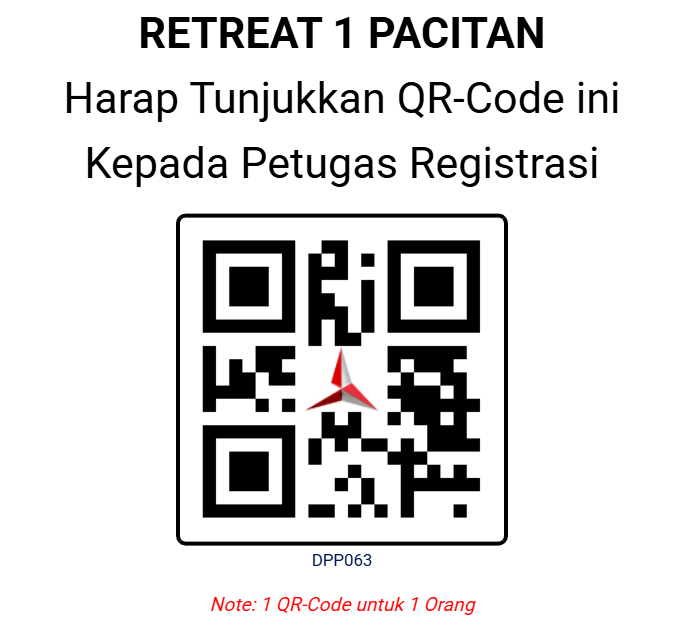 RETREAT 1 PACITAN
Harap Tunjukkan QR-Code ini
Kepada Petugas Registrasi
DPP063
Note: 1 QR-Code untuk 1 Orang